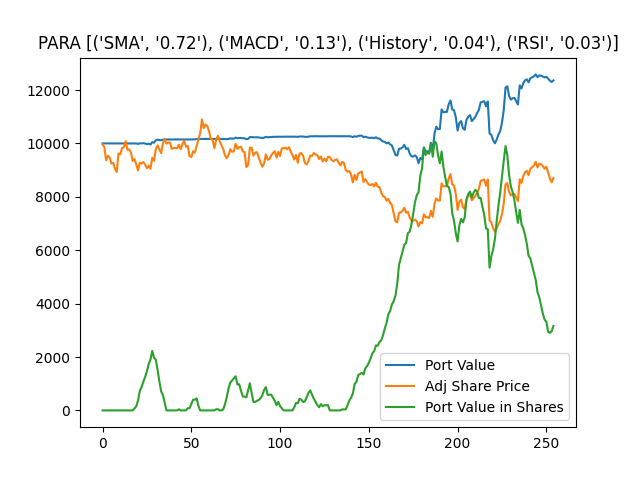 PARA [('SMA', '0.72'), ('MACD', '0.13'), ('History', '0.04'), ('RSI', '0.03')]
12000
10000
8000
6000
4000
2000
0
Port Value
Adj Share Price
Port Value in Shares
0 50 100 150 200 250